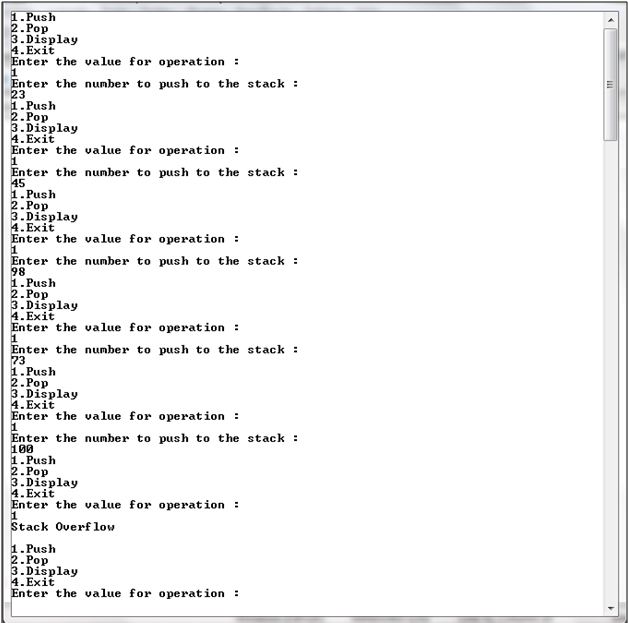 1.Push
2.Pop
3.Display
4.Exit
Enter the value for operation :
1
Enter the number to push to the stack :
23
1.Push
2.Pop
3.Display
4.Exit
Enter the value for operation :
1
Enter the number to push to the stack :
45
1.Push
2.Pop
3.Display
4.Exit
Enter the value for operation :
1
Enter the number to push to the stack :
98
1.Push
2.Pop
3.Display
4.Exit
Enter the value for operation :
1
Enter the number to push to the stack :
73
1.Push
2.Pop
3.Display
4.Exit
Enter the value for operation :
1
Enter the number to push to the stack :
100
1.Push
2.Pop
3.Display
4.Exit
Enter the value for operation :
1
Stack Overflow
1.Push
2.Pop
3.Display
4.Exit
Enter the value for operation :